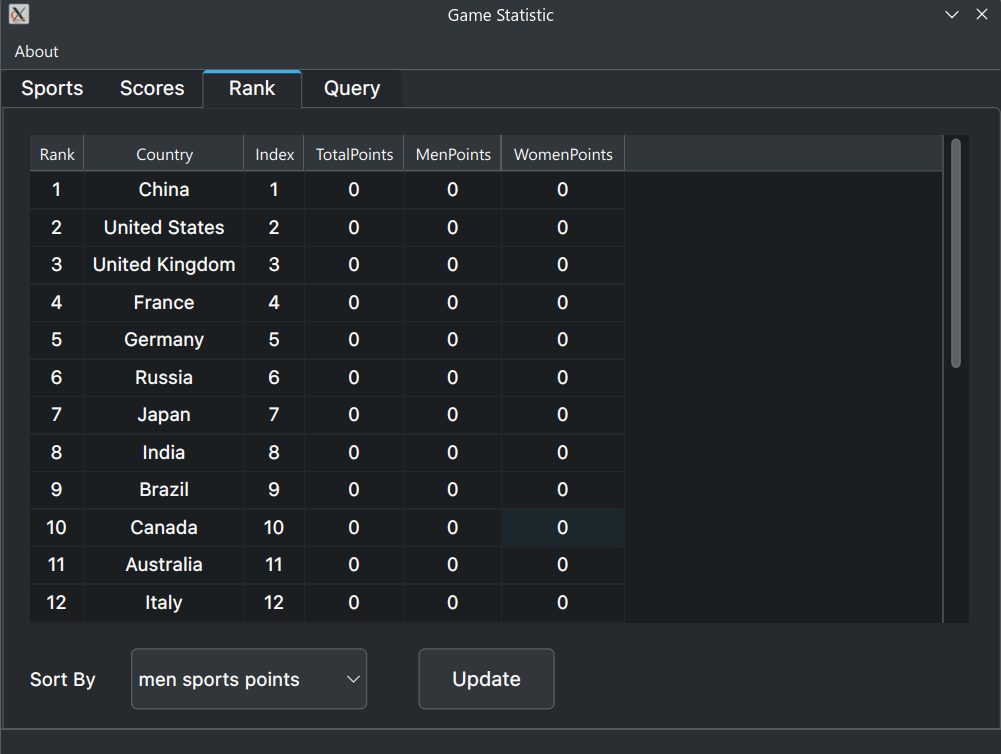 Game Statistic
About
Sports Scores Rank Query
Rank Country Index TotalPoints MenPoints WomenPoints
1 China 1 0 0 0
2 United States 2 0 0 0
3 United Kingdom 3 0 0 0
4 France 4 0 0 0
5 Germany 5 0 0 0
6 Russia 6 0 0 0
7 Japan 7 0 0 0
8 India 8 0 0 0
9 Brazil 9 0 0 0
10 Canada 10 0 0 0
11 Australia 11 0 0 0
12 Italy 12 0 0 0
Sort By men sports points Update